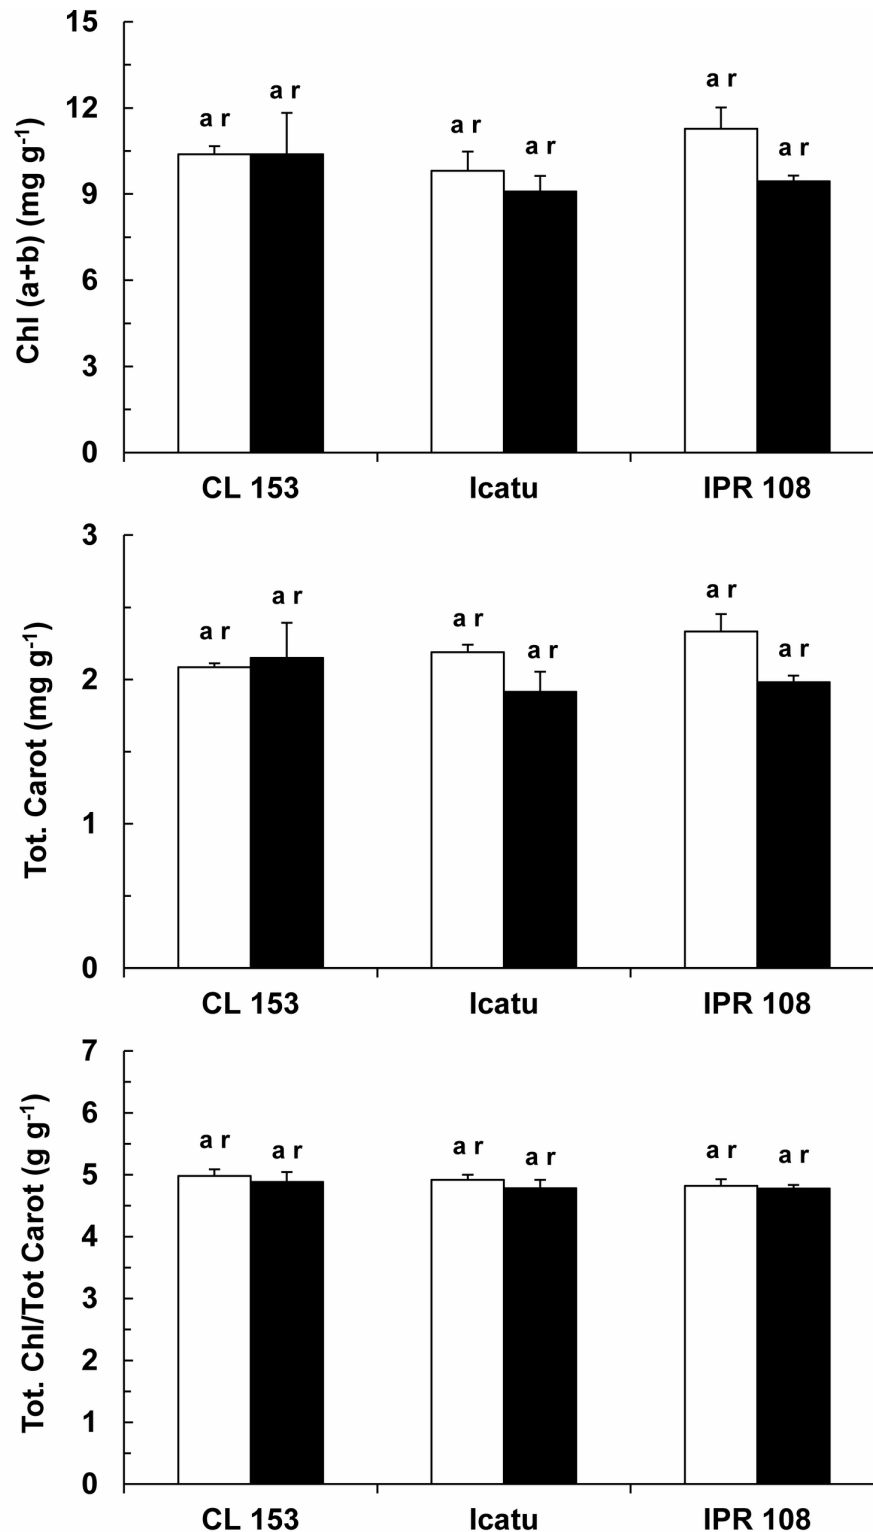 15
12
9
6
3
0
Chl (a+b) (mg g⁻¹)
a r a r a r a r a r a r
CL 153 Icatu IPR 108
3
2
1
0
Tot. Carot (mg g⁻¹)
a r a r a r a r a r a r
CL 153 Icatu IPR 108
7
6
5
4
3
2
1
0
Tot. Chl/Tot Carot (g g⁻¹)
a r a r a r a r a r a r
CL 153 Icatu IPR 108